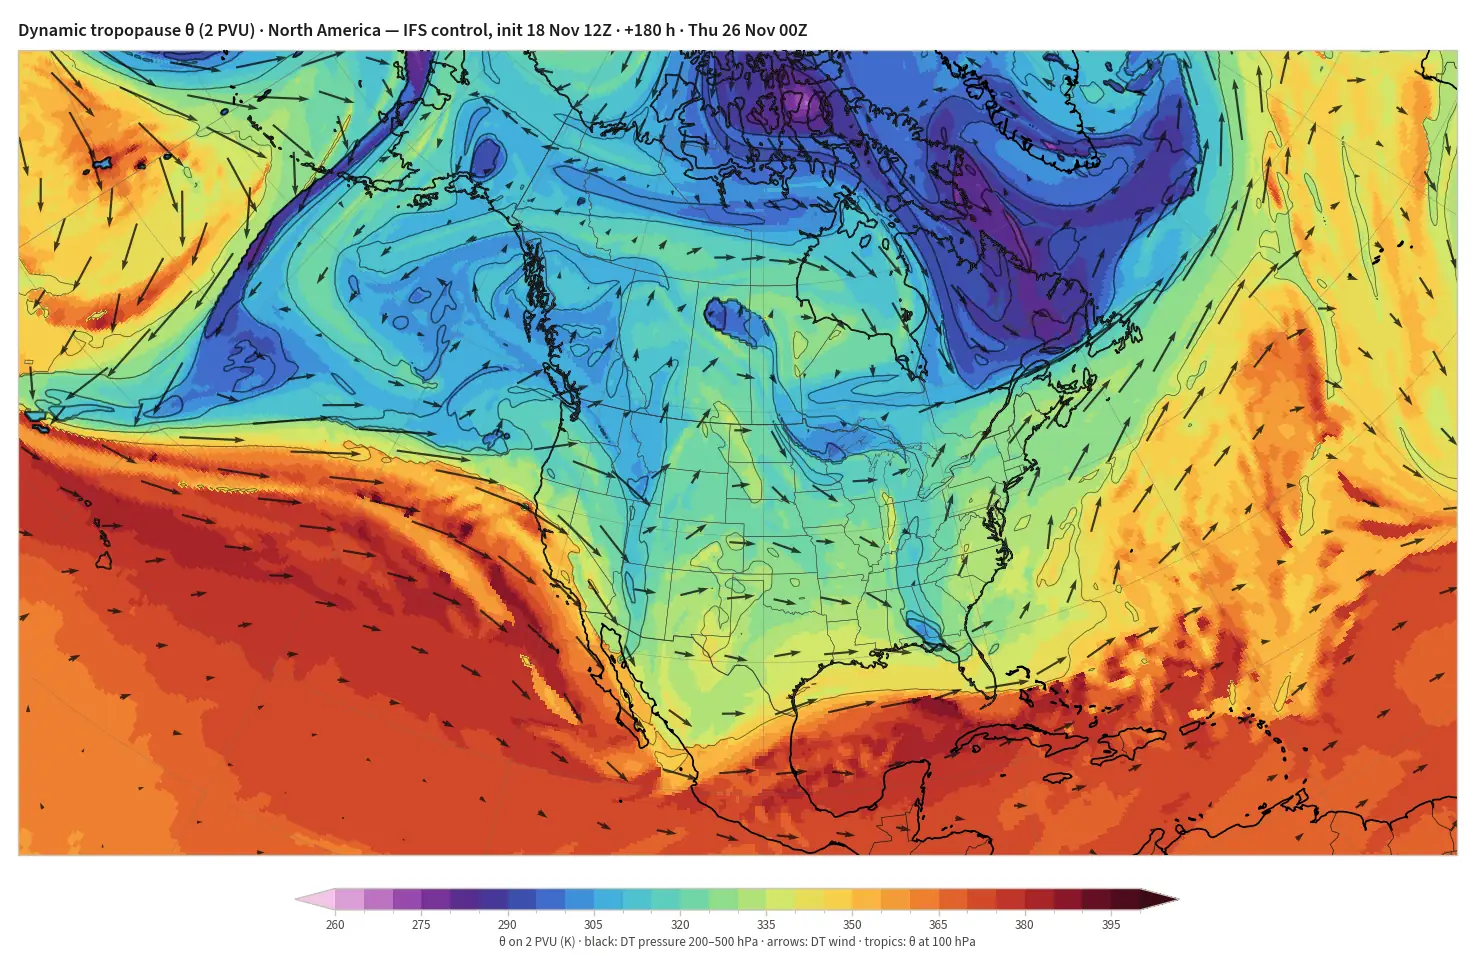 Dynamic tropopause θ (2 PVU) · North America — IFS control, init 18 Nov 12Z · +180 h · Thu 26 Nov 00Z
260 275 290 305 320 335 350 365 380 395
θ on 2 PVU (K) · black: DT pressure 200–500 hPa · arrows: DT wind · tropics: θ at 100 hPa